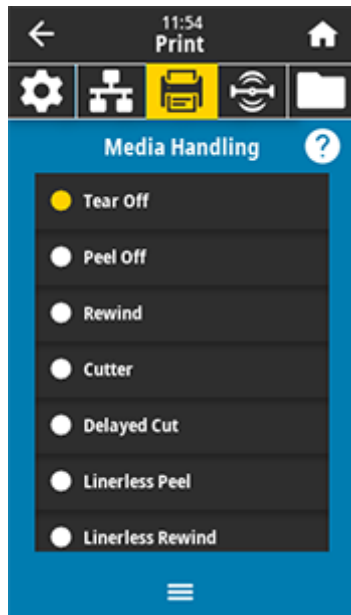 11:54
Print
Media Handling
?
Tear Off
Peel Off
Rewind
Cutter
Delayed Cut
Linerless Peel
Linerless Rewind